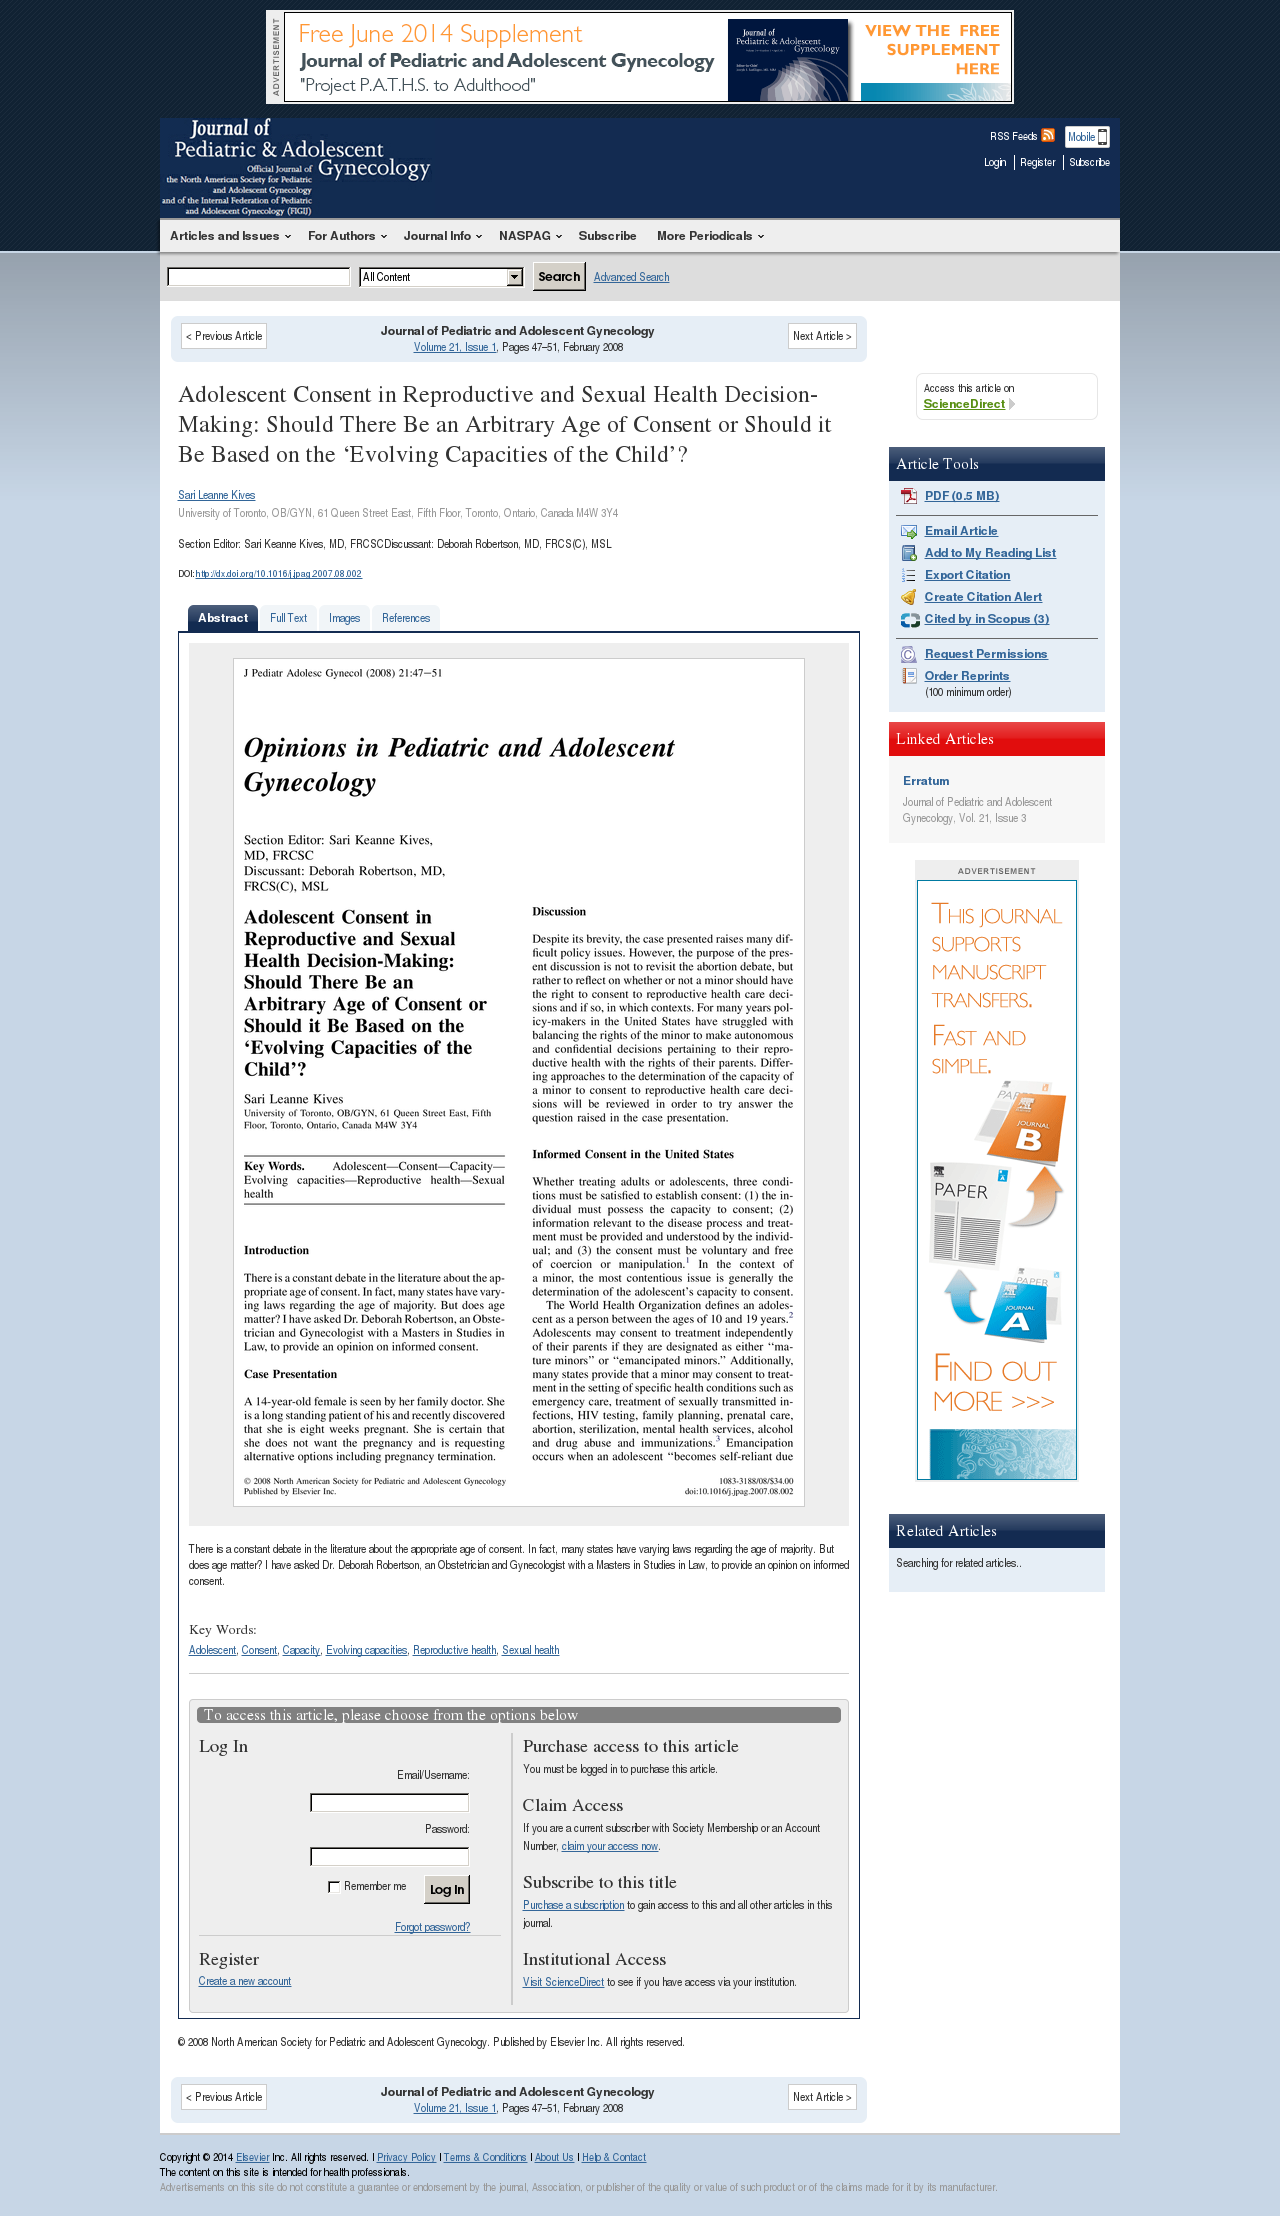 ADVERTISEMENT
Free June 2014 Supplement
Journal of Pediatric and Adolescent Gynecology
"Project P.A.T.H.S. to Adulthood"
Journal of
Pediatric & Adolescent
Gynecology
VIEW THE FREE
SUPPLEMENT
HERE
Journal of
Pediatric & Adolescent
Gynecology
Official Journal of
the North American Society for Pediatric
and Adolescent Gynecology
and of the Internal Federation of Pediatric
and Adolescent Gynecology (FIGIJ)
RSS Feeds Mobile
Login Register Subscribe
Articles and Issues For Authors Journal Info NASPAG Subscribe More Periodicals
All Content Search Advanced Search
< Previous Article
Journal of Pediatric and Adolescent Gynecology
Volume 21, Issue 1, Pages 47–51, February 2008
Next Article >
Adolescent Consent in Reproductive and Sexual Health Decision-
Making: Should There Be an Arbitrary Age of Consent or Should it
Be Based on the ‘Evolving Capacities of the Child’?
Sari Leanne Kives
University of Toronto, OB/GYN, 61 Queen Street East, Fifth Floor, Toronto, Ontario, Canada M4W 3Y4
Section Editor: Sari Keanne Kives, MD, FRCSCDiscussant: Deborah Robertson, MD, FRCS(C), MSL
DOI: http://dx.doi.org/10.1016/j.jpag.2007.08.002
Abstract Full Text Images References
J Pediatr Adolesc Gynecol (2008) 21:47–51
Opinions in Pediatric and Adolescent
Gynecology
Section Editor: Sari Keanne Kives,
MD, FRCSC
Discussant: Deborah Robertson, MD,
FRCS(C), MSL
Adolescent Consent in
Reproductive and Sexual
Health Decision-Making:
Should There Be an
Arbitrary Age of Consent or
Should it Be Based on the
‘Evolving Capacities of the
Child’?
Sari Leanne Kives
University of Toronto, OB/GYN, 61 Queen Street East, Fifth
Floor, Toronto, Ontario, Canada M4W 3Y4
Key Words. Adolescent—Consent—Capacity—
Evolving capacities—Reproductive health—Sexual
health
Introduction
There is a constant debate in the literature about the ap-
propriate age of consent. In fact, many states have vary-
ing laws regarding the age of majority. But does age
matter? I have asked Dr. Deborah Robertson, an Obste-
trician and Gynecologist with a Masters in Studies in
Law, to provide an opinion on informed consent.
Case Presentation
A 14-year-old female is seen by her family doctor. She
is a long standing patient of his and recently discovered
that she is eight weeks pregnant. She is certain that
she does not want the pregnancy and is requesting
alternative options including pregnancy termination.
Discussion
Despite its brevity, the case presented raises many dif-
ficult policy issues. However, the purpose of the pres-
ent discussion is not to revisit the abortion debate, but
rather to reflect on whether or not a minor should have
the right to consent to reproductive health care deci-
sions and if so, in which contexts. For many years pol-
icy-makers in the United States have struggled with
balancing the rights of the minor to make autonomous
and confidential decisions pertaining to their repro-
ductive health with the rights of their parents. Differ-
ing approaches to the determination of the capacity of
a minor to consent to reproductive health care deci-
sions will be reviewed in order to try answer the
question raised in the case presentation.
Informed Consent in the United States
Whether treating adults or adolescents, three condi-
tions must be satisfied to establish consent: (1) the in-
dividual must possess the capacity to consent; (2)
information relevant to the disease process and treat-
ment must be provided and understood by the individ-
ual; and (3) the consent must be voluntary and free
of coercion or manipulation.1 In the context of
a minor, the most contentious issue is generally the
determination of the adolescent’s capacity to consent.
The World Health Organization defines an adoles-
cent as a person between the ages of 10 and 19 years.2
Adolescents may consent to treatment independently
of their parents if they are designated as either ‘‘ma-
ture minors’’ or ‘‘emancipated minors.’’ Additionally,
many states provide that a minor may consent to treat-
ment in the setting of specific health conditions such as
emergency care, treatment of sexually transmitted in-
fections, HIV testing, family planning, prenatal care,
abortion, sterilization, mental health services, alcohol
and drug abuse and immunizations.3 Emancipation
occurs when an adolescent ‘‘becomes self-reliant due
© 2008 North American Society for Pediatric and Adolescent Gynecology
Published by Elsevier Inc.
1083-3188/08/$34.00
doi:10.1016/j.jpag.2007.08.002
There is a constant debate in the literature about the appropriate age of consent. In fact, many states have varying laws regarding the age of majority. But
does age matter? I have asked Dr. Deborah Robertson, an Obstetrician and Gynecologist with a Masters in Studies in Law, to provide an opinion on informed
consent.
Key Words:
Adolescent, Consent, Capacity, Evolving capacities, Reproductive health, Sexual health
To access this article, please choose from the options below
Log In
Email/Username:
Password:
Remember me Log In
Forgot password?
Register
Create a new account
Purchase access to this article
You must be logged in to purchase this article.
Claim Access
If you are a current subscriber with Society Membership or an Account
Number, claim your access now.
Subscribe to this title
Purchase a subscription to gain access to this and all other articles in this
journal.
Institutional Access
Visit ScienceDirect to see if you have access via your institution.
© 2008 North American Society for Pediatric and Adolescent Gynecology. Published by Elsevier Inc. All rights reserved.
< Previous Article
Journal of Pediatric and Adolescent Gynecology
Volume 21, Issue 1, Pages 47–51, February 2008
Next Article >
Access this article on
ScienceDirect
Article Tools
PDF (0.5 MB)
Email Article
Add to My Reading List
Export Citation
Create Citation Alert
Cited by in Scopus (3)
Request Permissions
Order Reprints
(100 minimum order)
Linked Articles
Erratum
Journal of Pediatric and Adolescent
Gynecology, Vol. 21, Issue 3
ADVERTISEMENT
THIS JOURNAL
SUPPORTS
MANUSCRIPT
TRANSFERS.
FAST AND
SIMPLE.
PAPER
JOURNAL
B
PAPER
PAPER
JOURNAL
A
FIND OUT
MORE >>>
Related Articles
Searching for related articles..
Copyright © 2014 Elsevier Inc. All rights reserved. | Privacy Policy | Terms & Conditions | About Us | Help & Contact
The content on this site is intended for health professionals.
Advertisements on this site do not constitute a guarantee or endorsement by the journal, Association, or publisher of the quality or value of such product or of the claims made for it by its manufacturer.